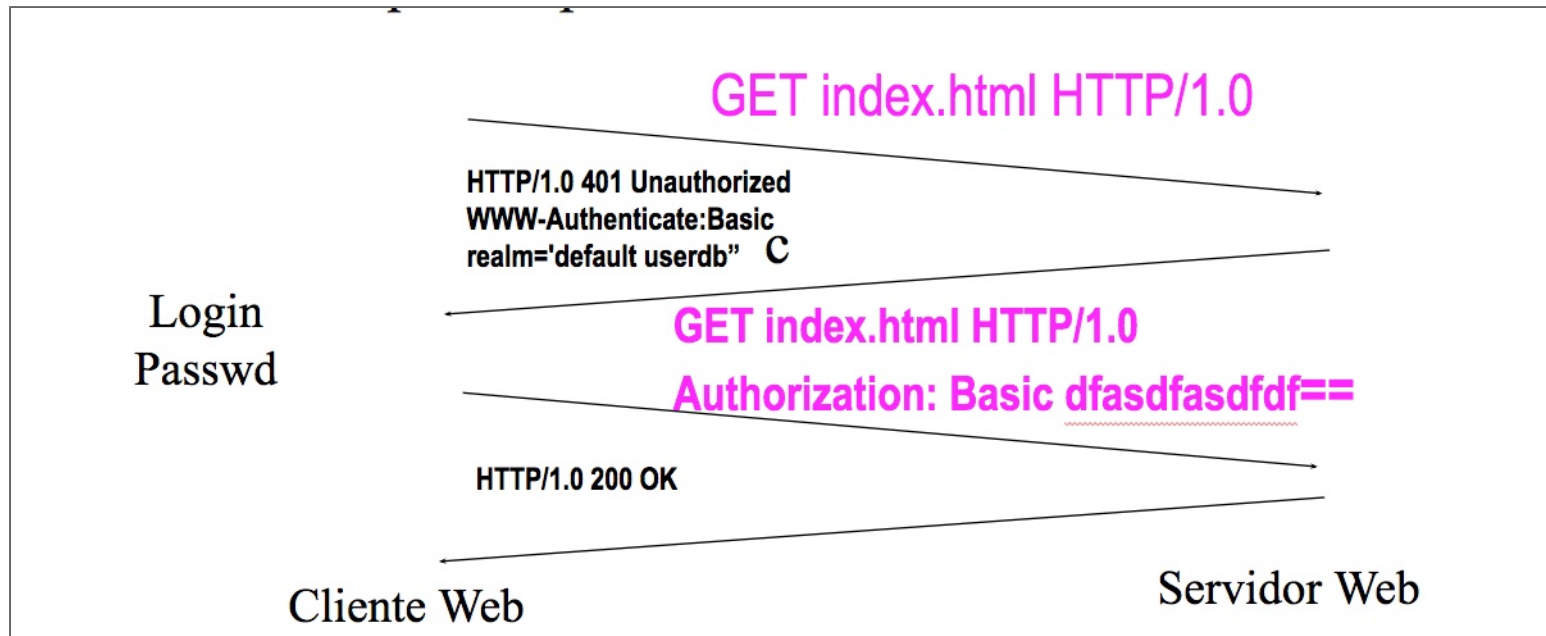 GET index.html HTTP/1.0
HTTP/1.0 401 Unauthorized
WWW-Authenticate:Basic
realm='default userdb” c
Login
Passwd
GET index.html HTTP/1.0
Authorization: Basic dfasdfasdfdf==
HTTP/1.0 200 OK
Cliente Web
Servidor Web